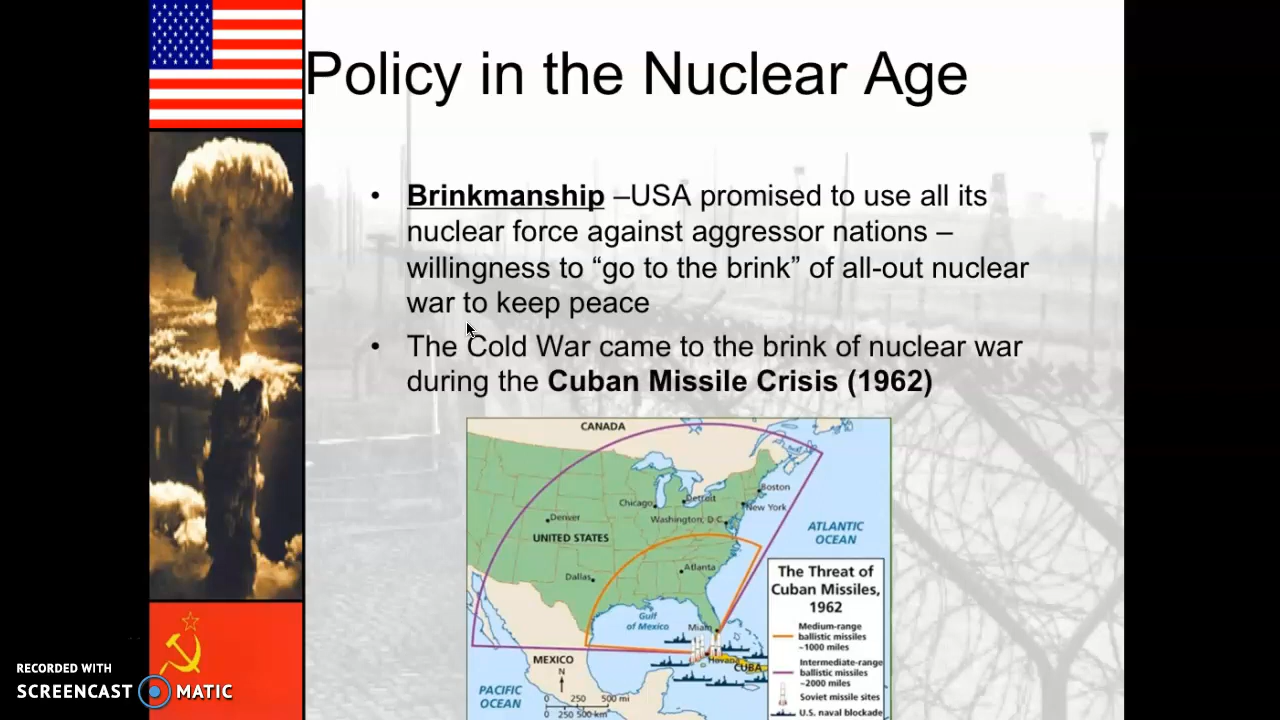 Policy in the Nuclear Age
• Brinkmanship –USA promised to use all its
nuclear force against aggressor nations –
willingness to “go to the brink” of all-out nuclear
war to keep peace
• The Cold War came to the brink of nuclear war
during the Cuban Missile Crisis (1962)
CANADA
Boston
Detroit
Chicago
New York
Washington, D.C.
Denver
ATLANTIC
OCEAN
UNITED STATES
Atlanta
Dallas
The Threat of
Cuban Missiles,
1962
Gulf
of Mexico
Miami
Medium-range
ballistic missiles
~1000 miles
Havana
CUBA
MEXICO
Intermediate-range
ballistic missiles
~2000 miles
N
PACIFIC
OCEAN
0 250 500 mi
0 250 500 km
Soviet missile sites
U.S. naval blockade
RECORDED WITH
SCREENCAST MATIC